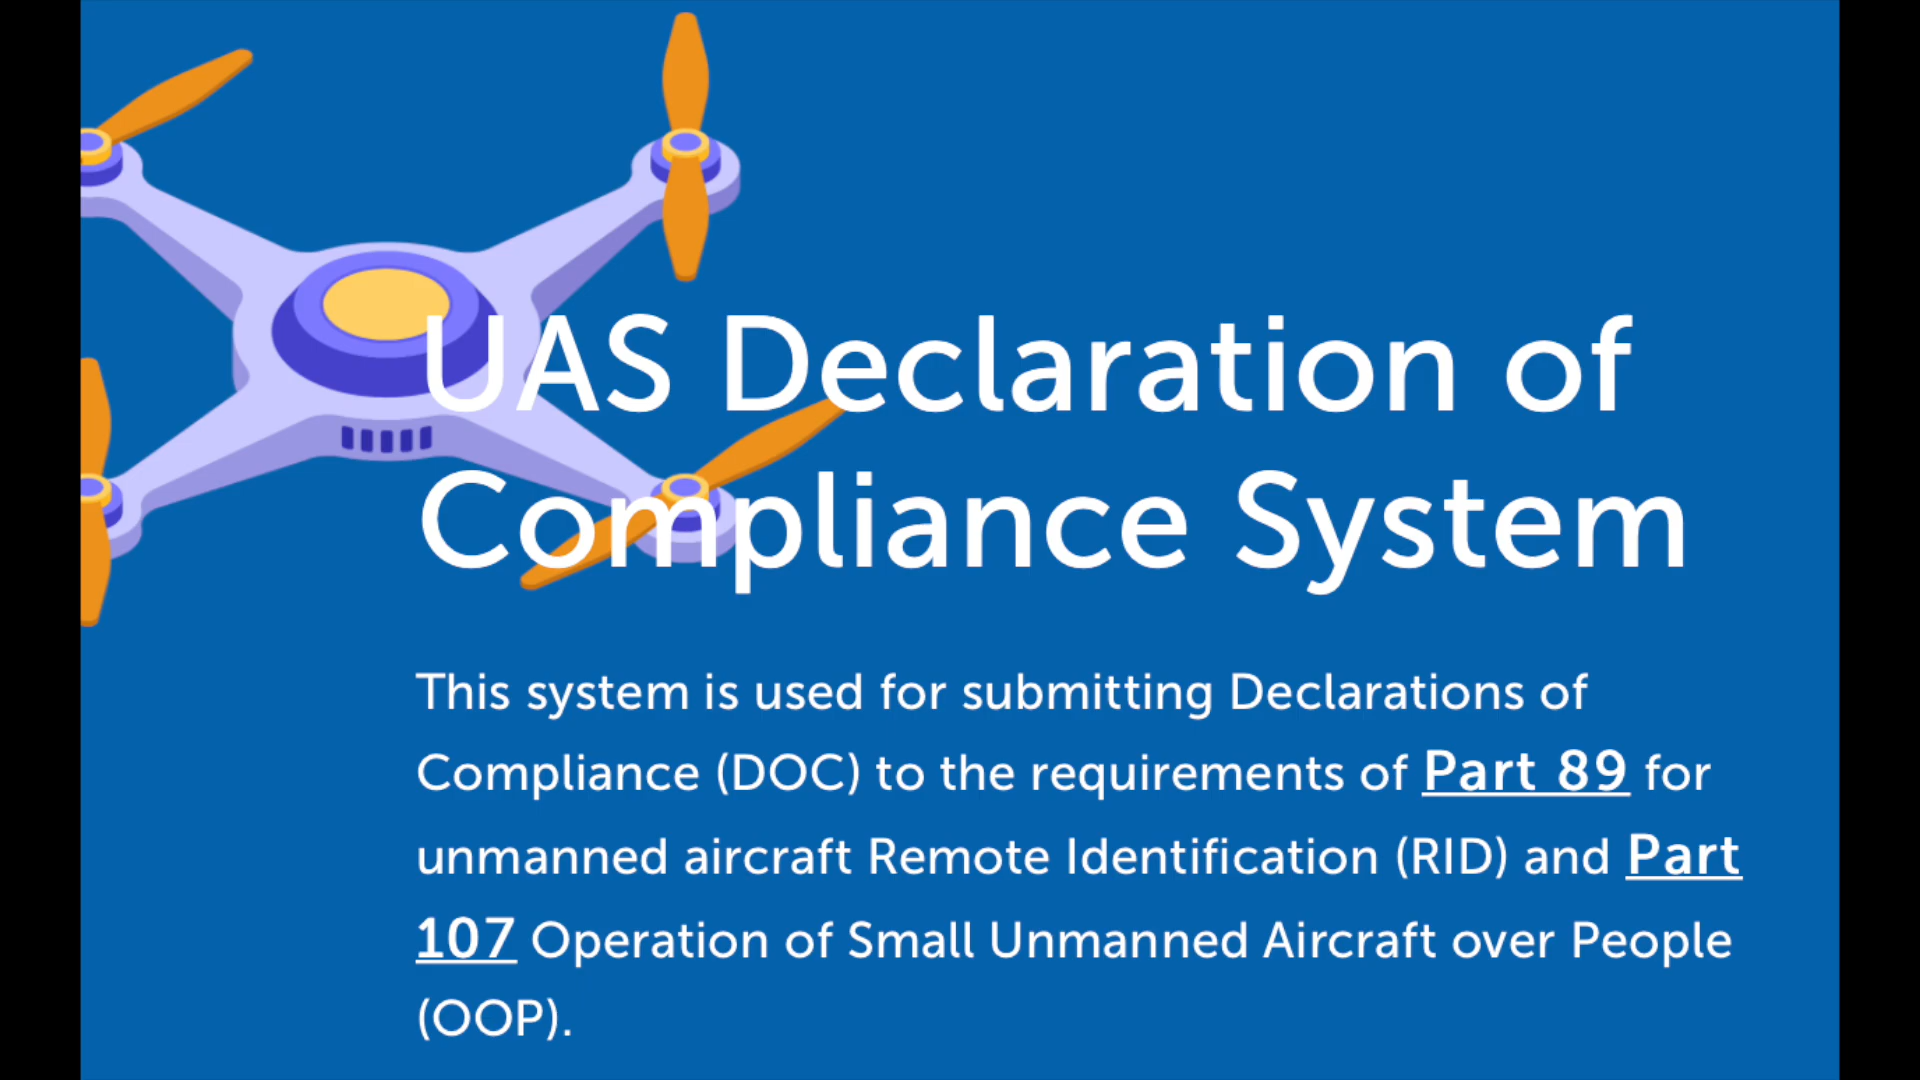 UAS Declaration of
Compliance System
This system is used for submitting Declarations of
Compliance (DOC) to the requirements of Part 89 for
unmanned aircraft Remote Identification (RID) and Part
107 Operation of Small Unmanned Aircraft over People
(OOP).